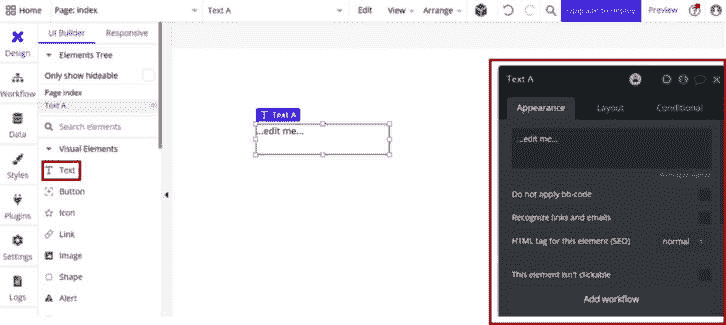 Home
Page: index
Text A
Edit
View
Arrange
Preview
Design
Workflow
Data
Styles
Plugins
Settings
Logs
UI Builder
Responsive
Elements Tree
Only show hideable
Page index
Text A
Search elements
Visual Elements
Text
Button
Icon
Link
Image
Shape
Alert
Text A
...edit me...
Text A
Appearance
Layout
Conditional
...edit me...
Do not apply bb-code
Recognize links and emails
HTML tag for this element (SEO)
normal
This element isn't clickable
Add workflow